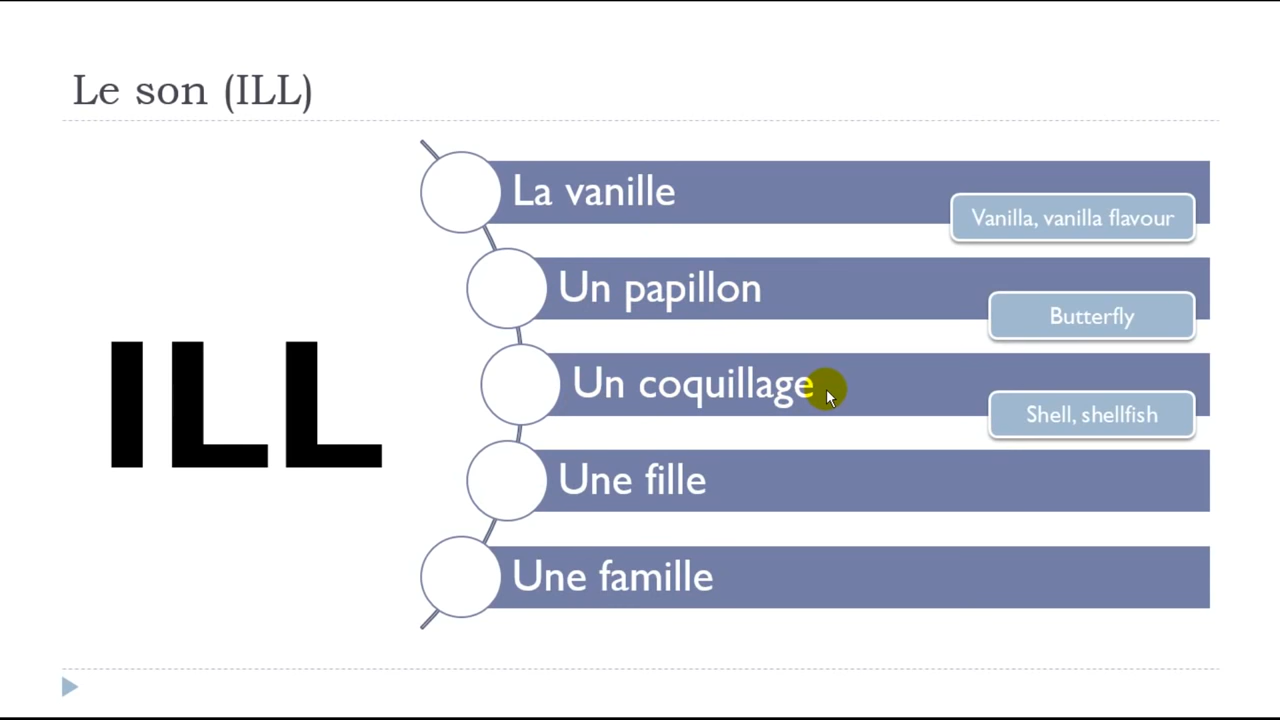 Le son (ILL)
ILL
La vanille
Vanilla, vanilla flavour
Un papillon
Butterfly
Un coquillage
Shell, shellfish
Une fille
Une famille